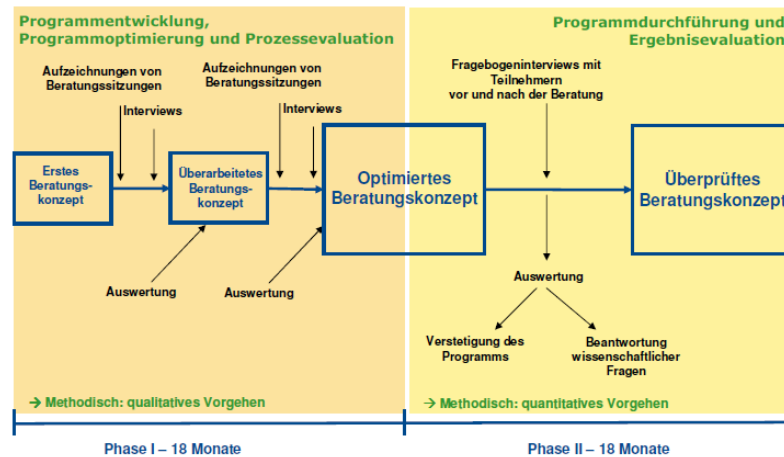 Programmentwicklung,
Programmoptimierung und Prozessevaluation
Programmdurchführung und
Ergebnisevaluation
Aufzeichnungen von
Beratungssitzungen
Interviews
Aufzeichnungen von
Beratungssitzungen
Interviews
Fragebogeninterviews mit
Teilnehmern
vor und nach der Beratung
Erstes
Beratungs-
konzept
Überarbeitetes
Beratungs-
konzept
Optimiertes
Beratungskonzept
Überprüftes
Beratungskonzept
Auswertung
Auswertung
Auswertung
Verstetigung des
Programms
Beantwortung
wissenschaftlicher
Fragen
→ Methodisch: qualitatives Vorgehen
→ Methodisch: quantitatives Vorgehen
Phase I – 18 Monate
Phase II – 18 Monate